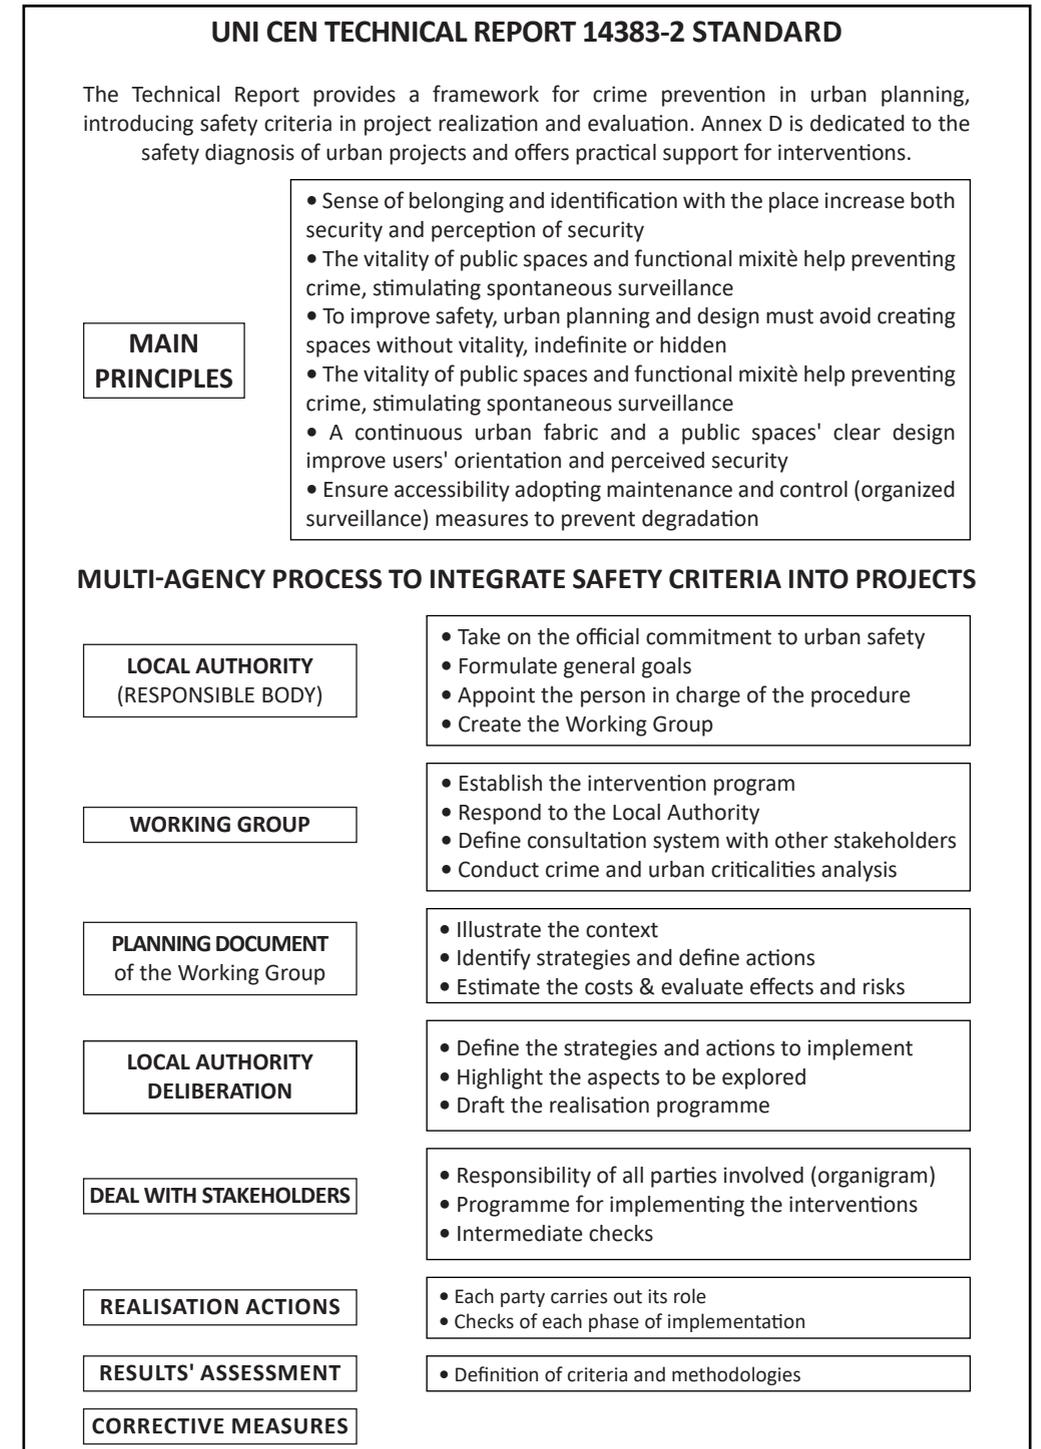 UNI CEN TECHNICAL REPORT 14383-2 STANDARD
The Technical Report provides a framework for crime prevention in urban planning,
introducing safety criteria in project realization and evaluation. Annex D is dedicated to the
safety diagnosis of urban projects and offers practical support for interventions.
MAIN
PRINCIPLES
• Sense of belonging and identification with the place increase both
security and perception of security
• The vitality of public spaces and functional mixitè help preventing
crime, stimulating spontaneous surveillance
• To improve safety, urban planning and design must avoid creating
spaces without vitality, indefinite or hidden
• The vitality of public spaces and functional mixitè help preventing
crime, stimulating spontaneous surveillance
• A continuous urban fabric and a public spaces' clear design
improve users' orientation and perceived security
• Ensure accessibility adopting maintenance and control (organized
surveillance) measures to prevent degradation
MULTI-AGENCY PROCESS TO INTEGRATE SAFETY CRITERIA INTO PROJECTS
LOCAL AUTHORITY
(RESPONSIBLE BODY)
• Take on the official commitment to urban safety
• Formulate general goals
• Appoint the person in charge of the procedure
• Create the Working Group
WORKING GROUP
• Establish the intervention program
• Respond to the Local Authority
• Define consultation system with other stakeholders
• Conduct crime and urban criticalities analysis
PLANNING DOCUMENT
of the Working Group
• Illustrate the context
• Identify strategies and define actions
• Estimate the costs & evaluate effects and risks
LOCAL AUTHORITY
DELIBERATION
• Define the strategies and actions to implement
• Highlight the aspects to be explored
• Draft the realisation programme
DEAL WITH STAKEHOLDERS
• Responsibility of all parties involved (organigram)
• Programme for implementing the interventions
• Intermediate checks
REALISATION ACTIONS
• Each party carries out its role
• Checks of each phase of implementation
RESULTS' ASSESSMENT
• Definition of criteria and methodologies
CORRECTIVE MEASURES